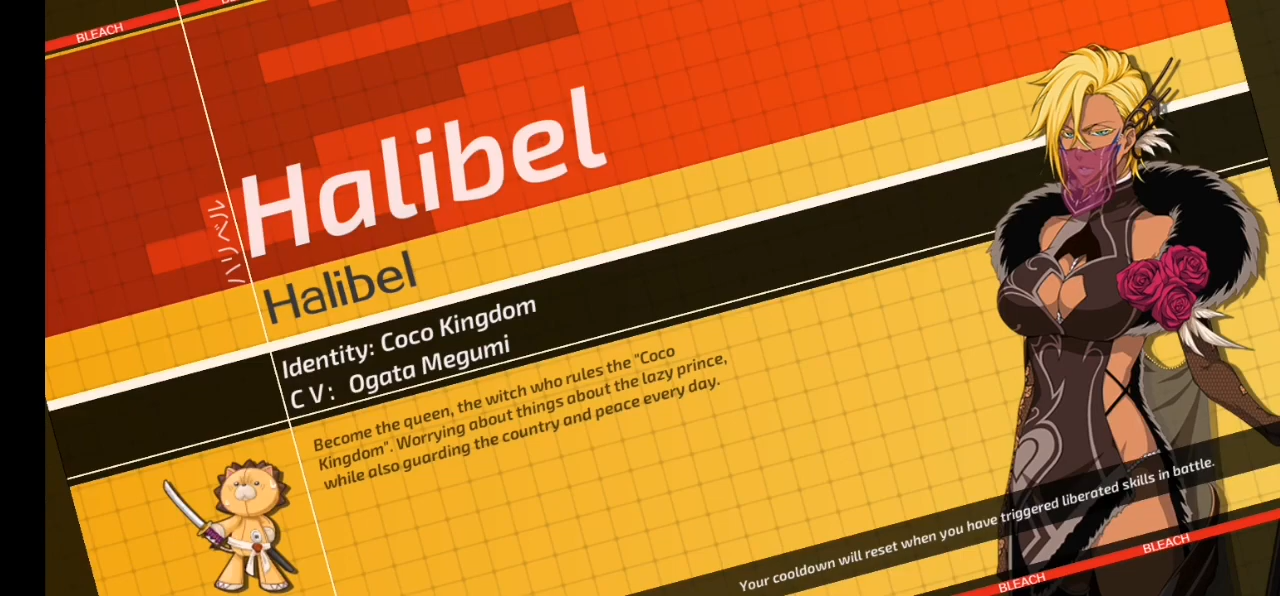 BLEACH
Halibel
ハリベル
Halibel
Identity: Coco Kingdom
CV: Ogata Megumi
Become the queen, the witch who rules the "Coco
Kingdom". Worrying about things about the lazy prince,
while also guarding the country and peace every day.
Your cooldown will reset when you have triggered liberated skills in battle.
BLEACH
BLEACH